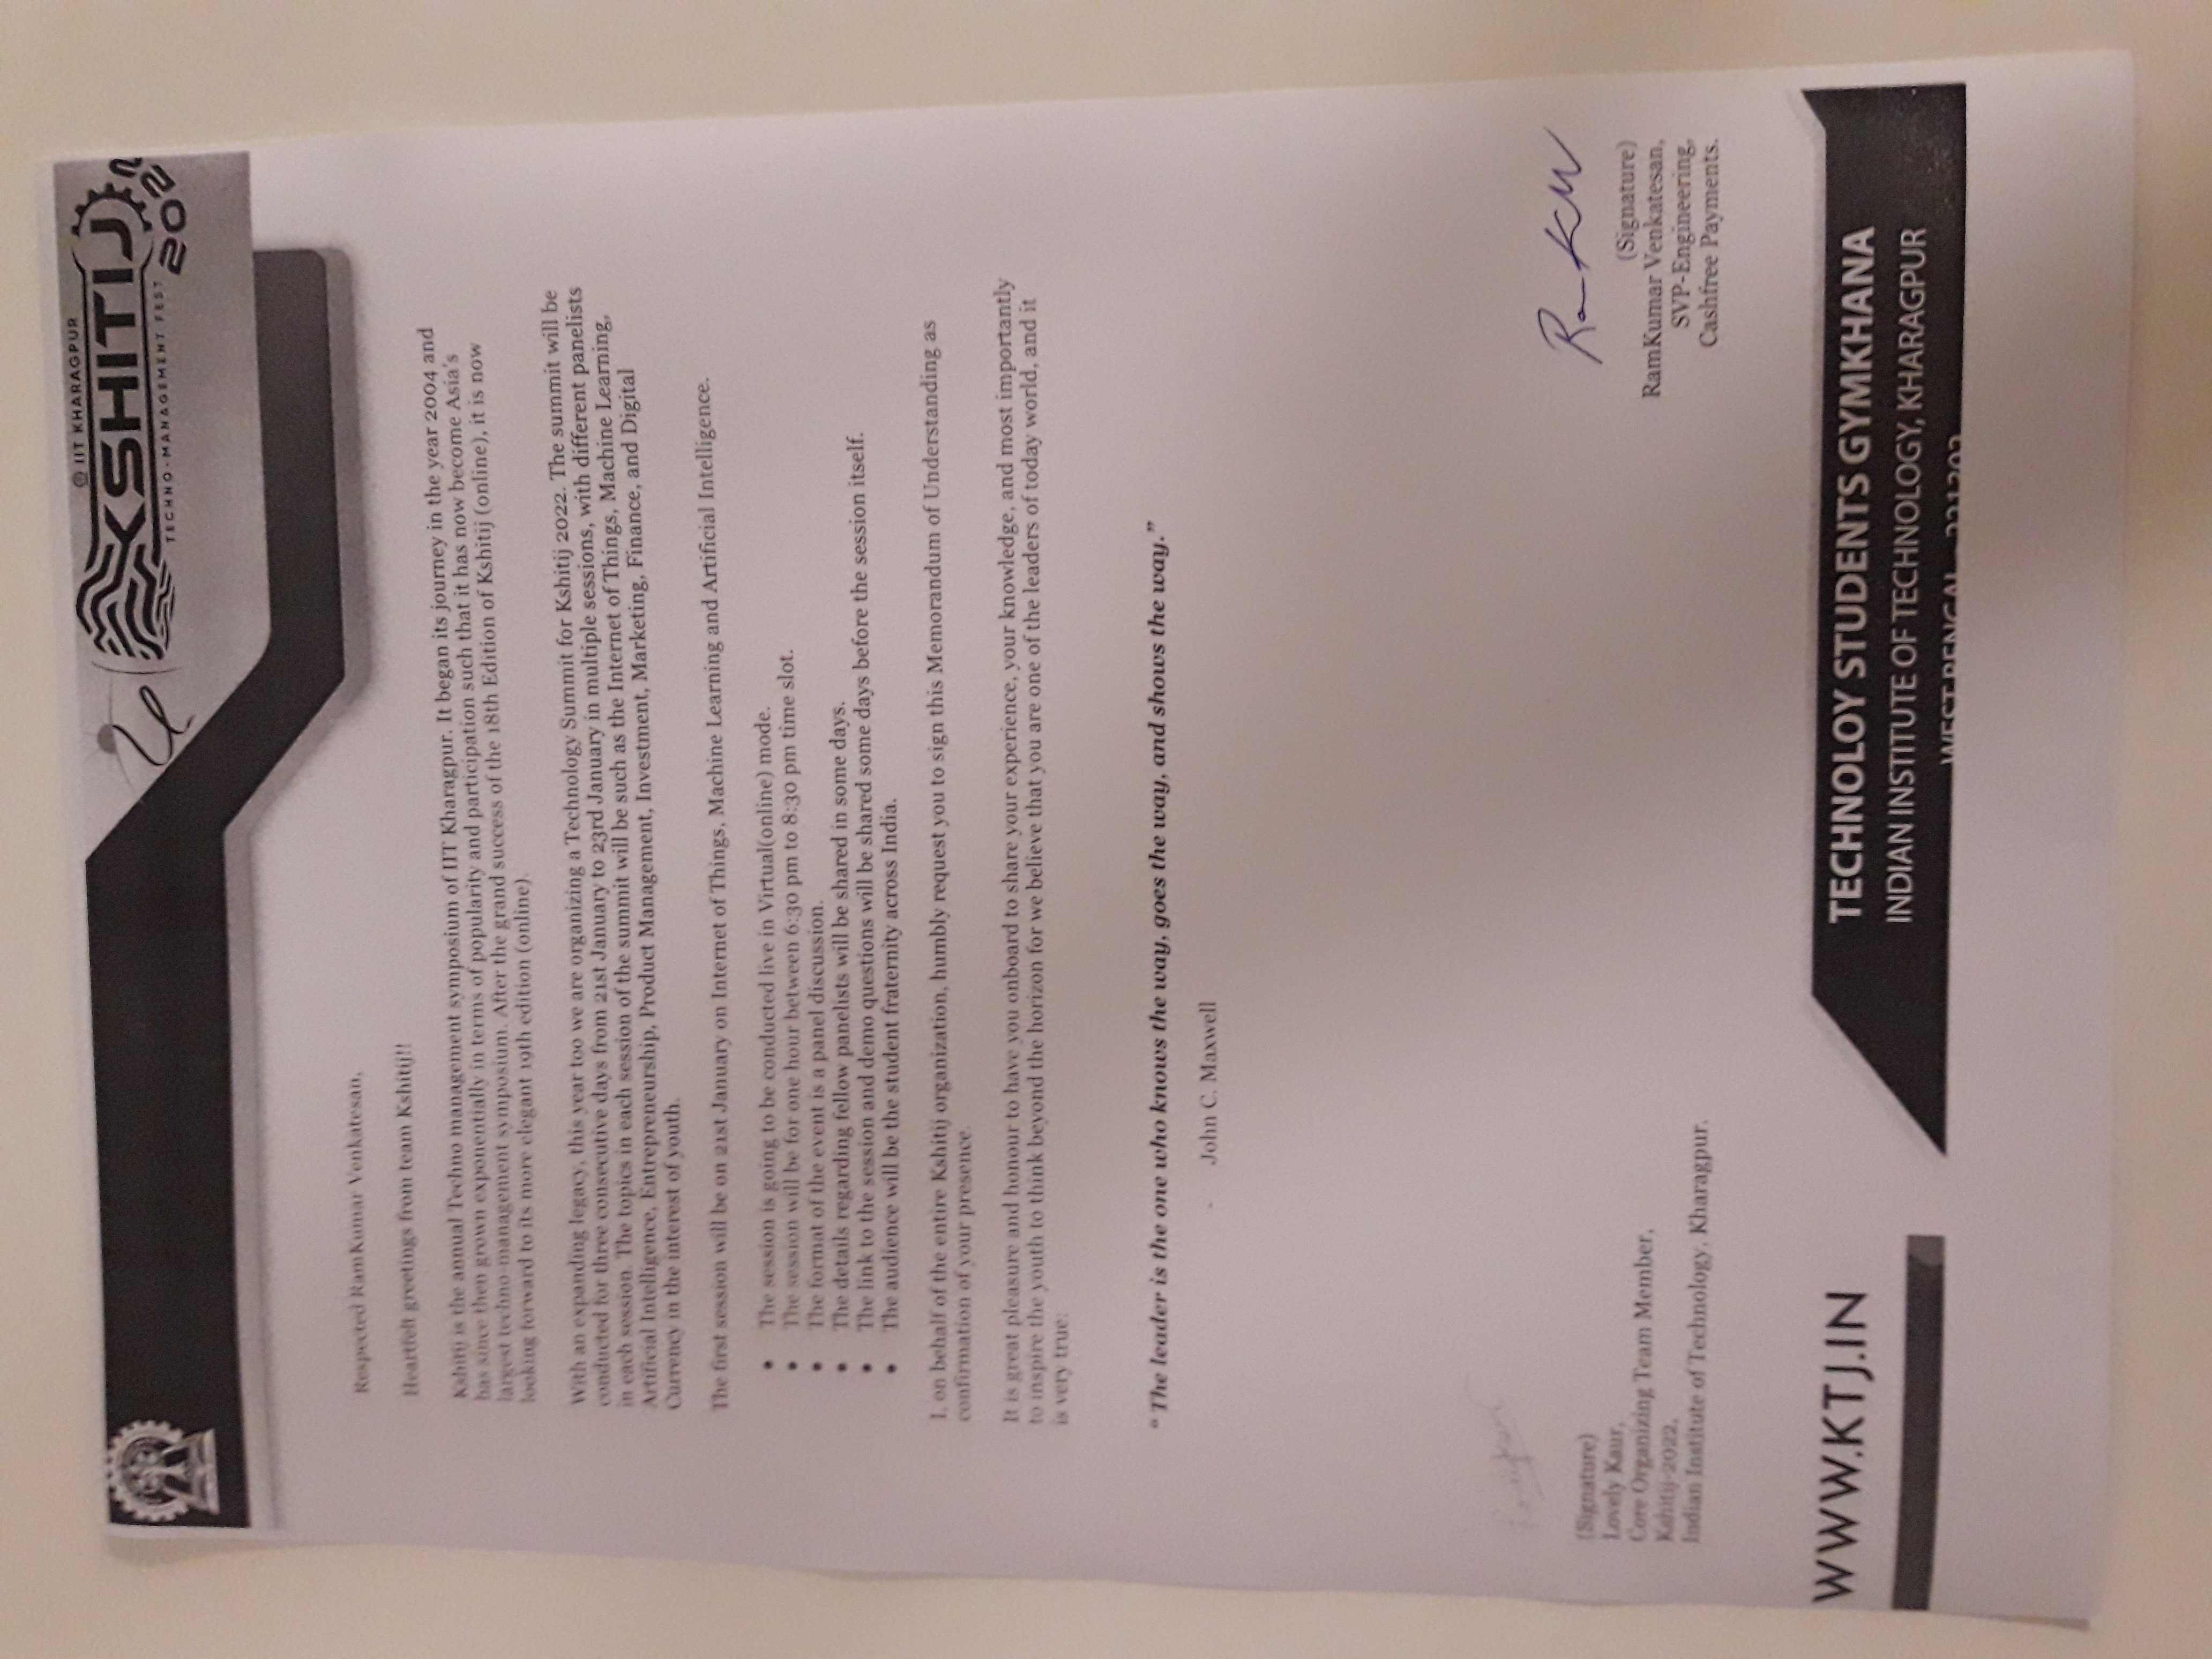 IIT KHARAGPUR
KSHITIJ
TECHNO-MANAGEMENT FEST
2022
Respected RamKumar Venkatesan,
Heartfelt greetings from team Kshitij!!
Kshitij is the annual Techno management symposium of IIT Kharagpur. It began its journey in the year 2004 and
has since then grown exponentially in terms of popularity and participation such that it has now become Asia's
largest techno-management symposium. After the grand success of the 18th Edition of Kshitij (online), it is now
looking forward to its more elegant 19th edition (online).
With an expanding legacy, this year too we are organizing a Technology Summit for Kshitij 2022. The summit will be
conducted for three consecutive days from 21st January to 23rd January in multiple sessions, with different panelists
in each session. The topics in each session of the summit will be such as the Internet of Things, Machine Learning,
Artificial Intelligence, Entrepreneurship, Product Management, Investment, Marketing, Finance, and Digital
Currency in the interest of youth.
The first session will be on 21st January on Internet of Things, Machine Learning and Artificial Intelligence.
• The session is going to be conducted live in Virtual(online) mode.
• The session will be for one hour between 6:30 pm to 8:30 pm time slot.
• The format of the event is a panel discussion.
• The details regarding fellow panelists will be shared in some days.
• The link to the session and demo questions will be shared some days before the session itself.
• The audience will be the student fraternity across India.
I, on behalf of the entire Kshitij organization, humbly request you to sign this Memorandum of Understanding as
confirmation of your presence.
It is great pleasure and honour to have you onboard to share your experience, your knowledge, and most importantly
to inspire the youth to think beyond the horizon for we believe that you are one of the leaders of today world, and it
is very true:
“ The leader is the one who knows the way, goes the way, and shows the way.”
- John C. Maxwell
(Signature)
Lovely Kaur,
Core Organizing Team Member,
Kshitij-2022,
Indian Institute of Technology, Kharagpur.
(Signature)
RamKumar Venkatesan,
SVP-Engineering,
Cashfree Payments.
WWW.KTJ.IN
TECHNOLOY STUDENTS GYMKHANA
INDIAN INSTITUTE OF TECHNOLOGY, KHARAGPUR
WEST BENGAL